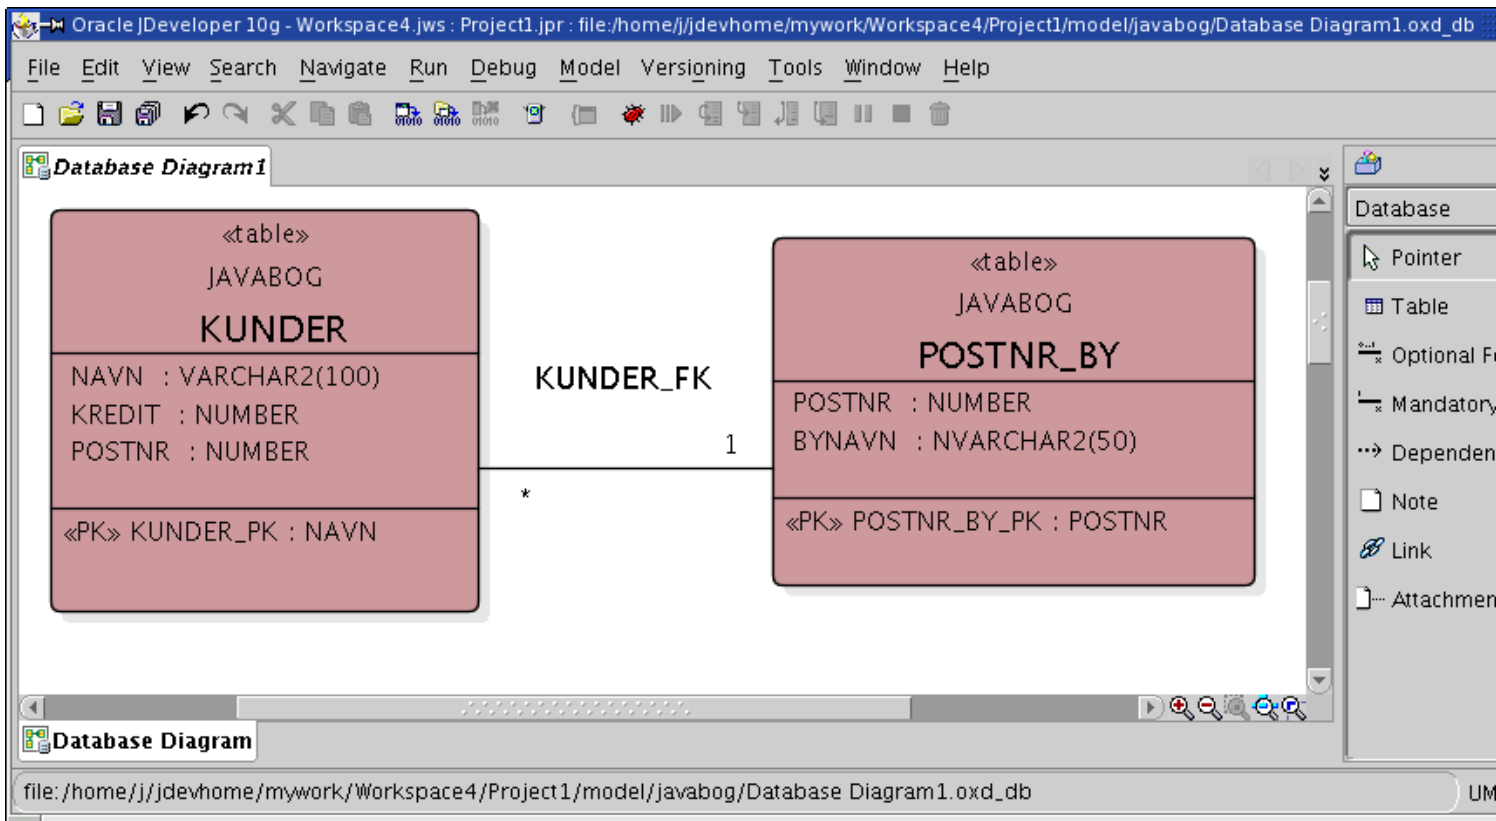 Oracle JDeveloper 10g - Workspace4.jws : Project1.jpr : file:/home/j/jdevhome/mywork/Workspace4/Project1/model/javabog/Database Diagram1.oxd_db
File Edit View Search Navigate Run Debug Model Versioning Tools Window Help
Database Diagram1
«table»
JAVABOG
KUNDER
NAVN : VARCHAR2(100)
KREDIT : NUMBER
POSTNR : NUMBER
«PK» KUNDER_PK : NAVN
KUNDER_FK
1
*
«table»
JAVABOG
POSTNR_BY
POSTNR : NUMBER
BYNAVN : NVARCHAR2(50)
«PK» POSTNR_BY_PK : POSTNR
Database
Pointer
Table
Optional F
Mandatory
Dependen
Note
Link
Attachmen
Database Diagram
file:/home/j/jdevhome/mywork/Workspace4/Project1/model/javabog/Database Diagram1.oxd_db
UM